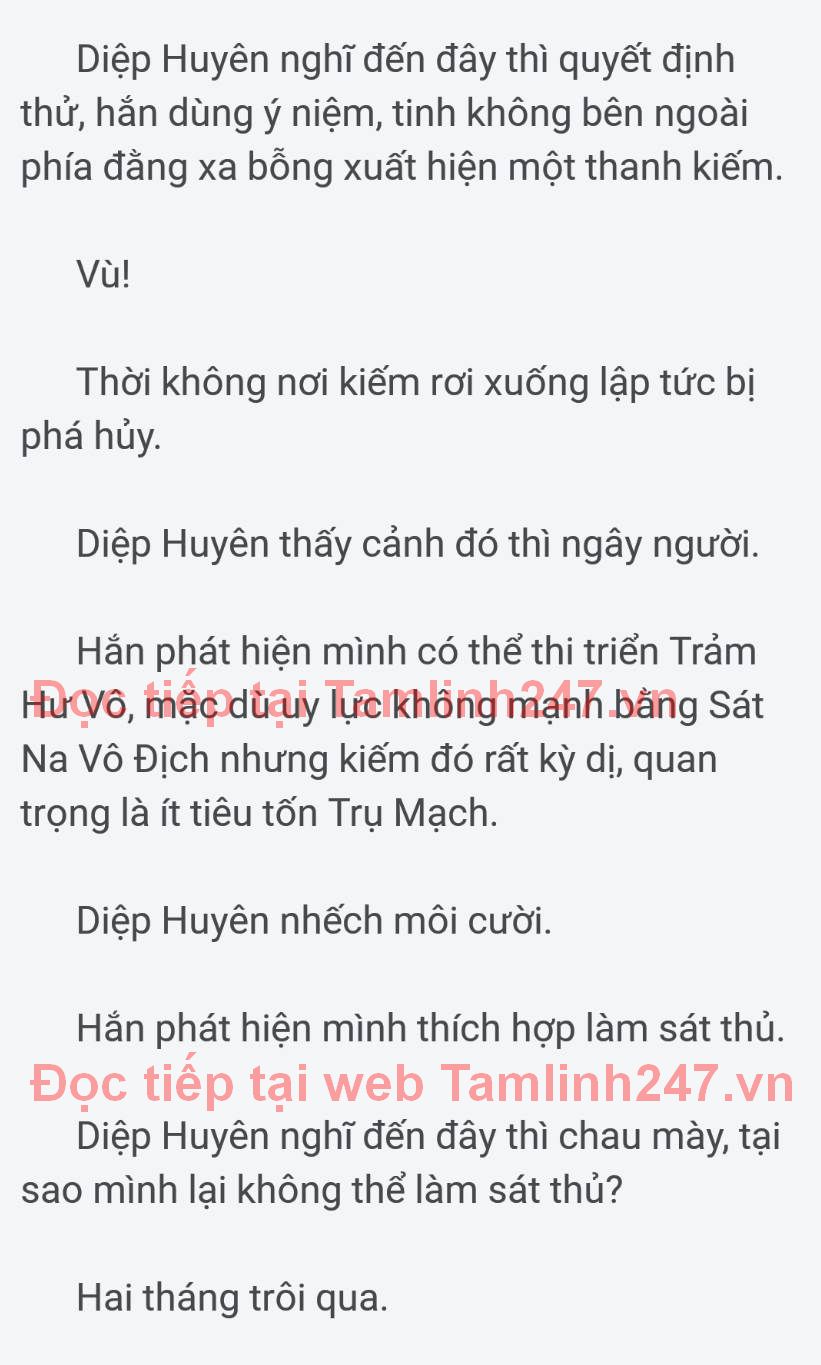 Diệp Huyên nghĩ đến đây thì quyết định
thử, hắn dùng ý niệm, tinh không bên ngoài
phía đằng xa bỗng xuất hiện một thanh kiếm.
Vù!
Thời không nơi kiếm rơi xuống lập tức bị
phá hủy.
Diệp Huyên thấy cảnh đó thì ngây người.
Hắn phát hiện mình có thể thi triển Trảm
Đọc tiếp tại Tamlinh247.vn
Hư Vô, mặc dù uy lực không mạnh bằng Sát
Na Vô Địch nhưng kiếm đó rất kỳ dị, quan
trọng là ít tiêu tốn Trụ Mạch.
Diệp Huyên nhếch môi cười.
Hắn phát hiện mình thích hợp làm sát thủ.
Đọc tiếp tại web Tamlinh247.vn
Diệp Huyên nghĩ đến đây thì chau mày, tại
sao mình lại không thể làm sát thủ?
Hai tháng trôi qua.